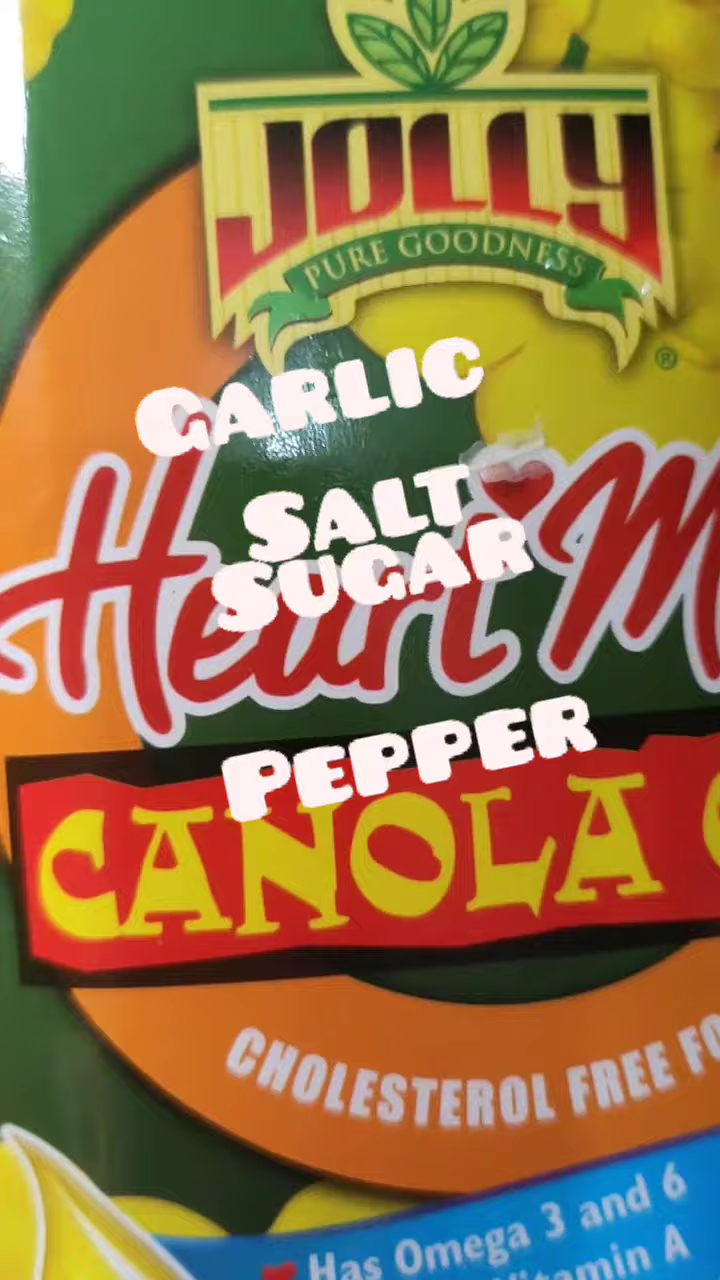 JOLLY
PURE GOODNESS
®
GARLIC
SALT
SUGAR
Heart M
PEPPER
CANOLA
CHOLESTEROL FREE FO
Has Omega 3 and 6
itamin A